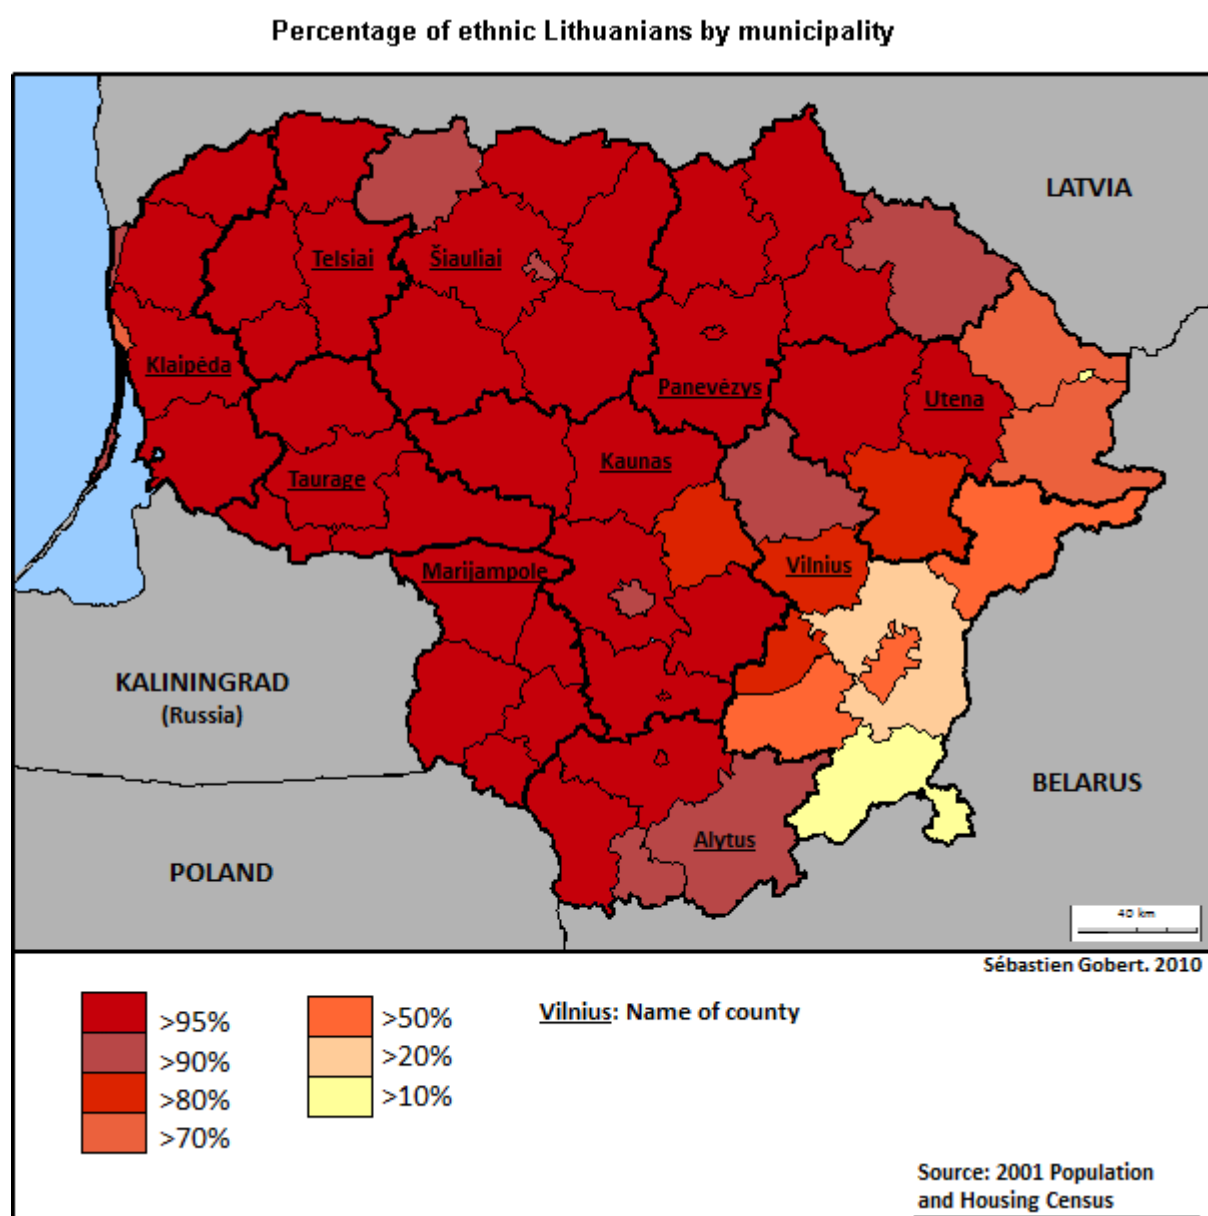 Percentage of ethnic Lithuanians by municipality
LATVIA
Telsiai
Šiauliai
Klaipėda
Panevėzys
Utena
Kaunas
Taurage
Vilnius
Marijampole
KALININGRAD
(Russia)
BELARUS
Alytus
POLAND
40 km
Sébastien Gobert. 2010
>95%
>90%
>80%
>70%
>50%
>20%
>10%
Vilnius: Name of county
Source: 2001 Population
and Housing Census